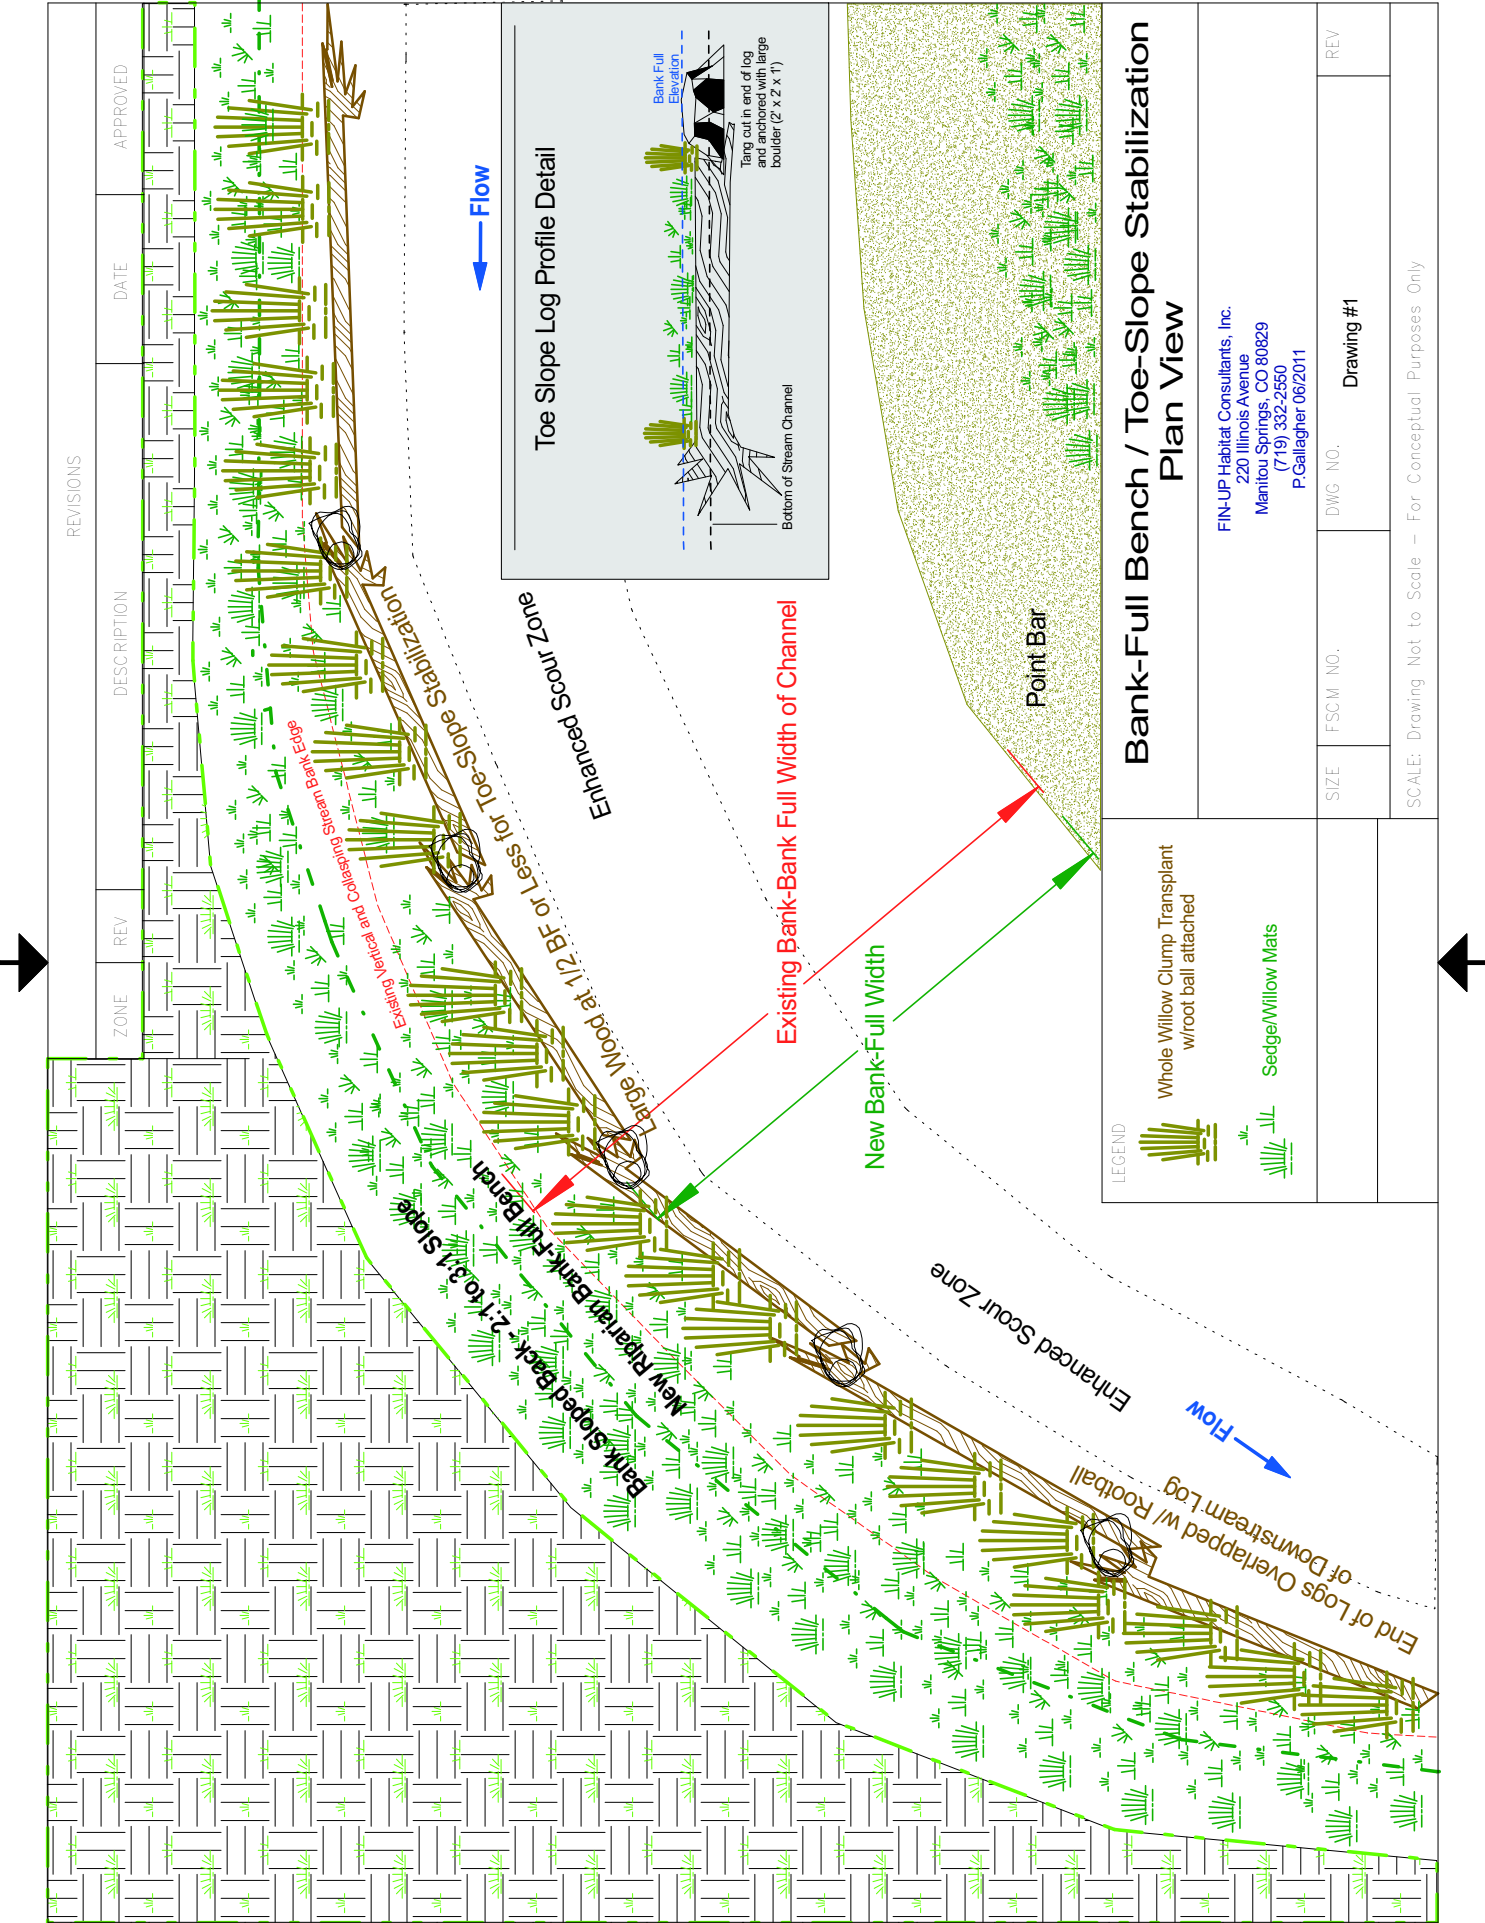 REVISIONS
ZONE
REV
DESCRIPTION
DATE
APPROVED
Existing Vertical and Collasping Stream Bank Edge
Large Wood at 1/2 BF or Less for Toe-Slope Stabilization
Flow
Enhanced Scour Zone
Toe Slope Log Profile Detail
Bank Full
Elevation
Tang cut in end of log
and anchored with large
boulder (2' x 2' x 1')
Bottom of Stream Channel
Bank Sloped Back - 2:1 to 3:1 Slope
New Riparian Bank-Full Bench
Existing Bank-Bank Full Width of Channel
New Bank-Full Width
Point Bar
Enhanced Scour Zone
Flow
End of Logs Overlapped w/ Rootball
of Downstream Log
LEGEND
Whole Willow Clump Transplant
w/root ball attached
Sedge/Willow Mats
Bank-Full Bench / Toe-Slope Stabilization
Plan View
FIN-UP Habitat Consultants, Inc.
220 Illinois Avenue
Manitou Springs, CO 80829
(719) 332-2550
P.Gallagher 06/2011
SIZE
FSCM NO.
DWG NO.
Drawing #1
REV
SCALE: Drawing Not to Scale - For Conceptual Purposes Only